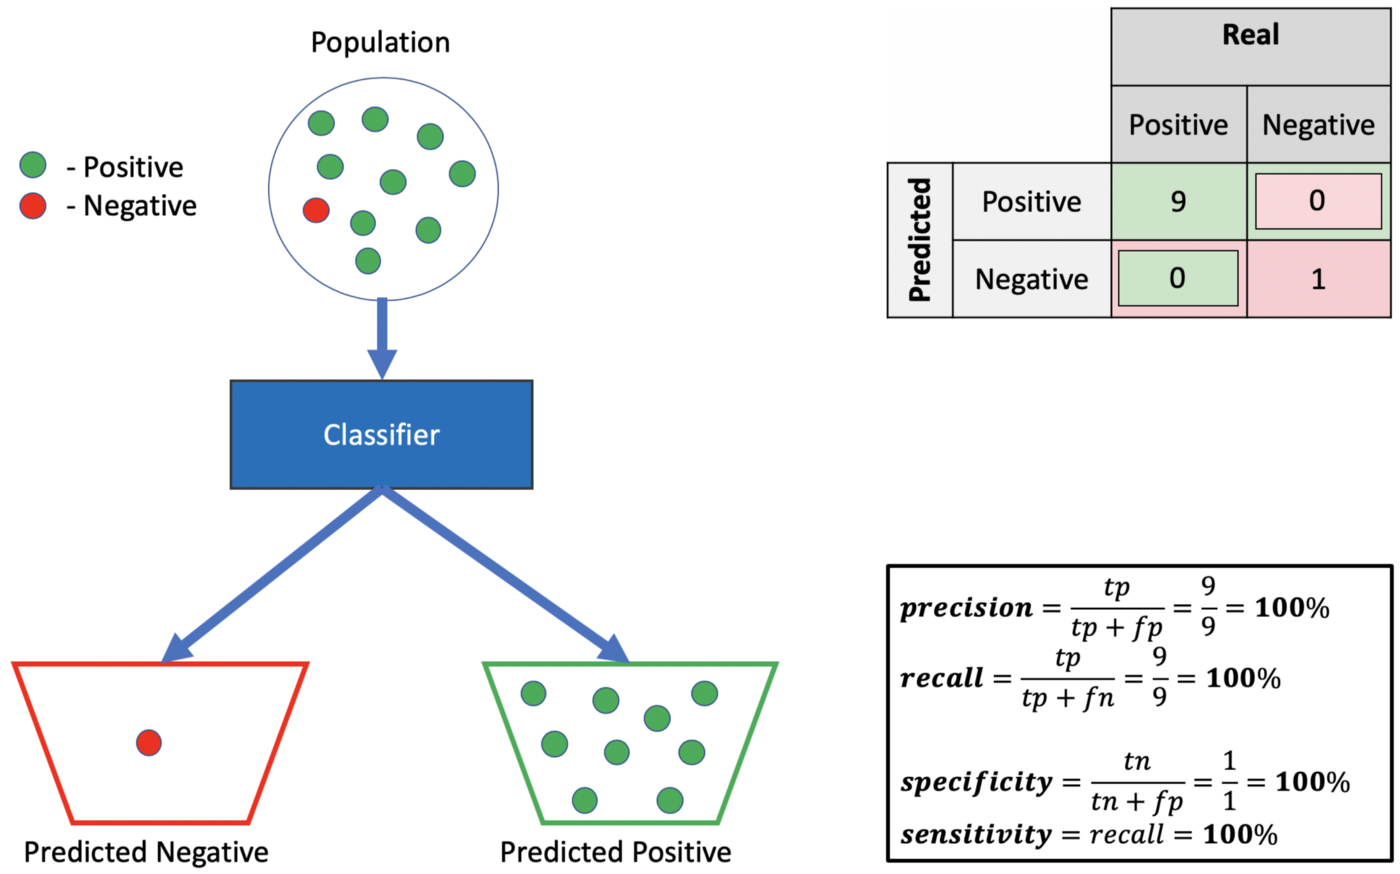 Population
- Positive
- Negative
Classifier
Predicted Negative
Predicted Positive
Real
Positive Negative
Predicted
Positive 9 0
Negative 0 1
precision = tp / (tp + fp) = 9/9 = 100%
recall = tp / (tp + fn) = 9/9 = 100%
specificity = tn / (tn + fp) = 1/1 = 100%
sensitivity = recall = 100%